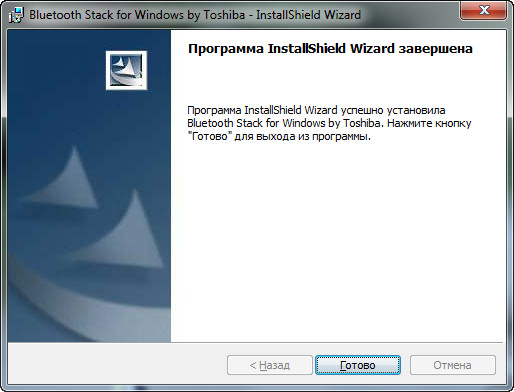 Bluetooth Stack for Windows by Toshiba - InstallShield Wizard
Программа InstallShield Wizard завершена
Программа InstallShield Wizard успешно установила
Bluetooth Stack for Windows by Toshiba. Нажмите кнопку
"Готово" для выхода из программы.
< Назад Готово Отмена